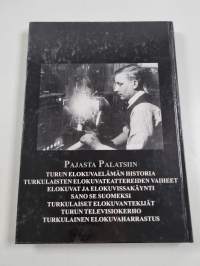 PAJASTA PALATSIIN
TURUN ELOKUVAELÄMÄN HISTORIA
TURKULAISTEN ELOKUVATEATTEREIDEN VAIHEET
ELOKUVAT JA ELOKUVISSAKÄYNTI
SANO SE SUOMEKSI
TURKULAISET ELOKUVANTEKIJÄT
TURUN TELEVISIOKERHO
TURKULAINEN ELOKUVAHARRASTUS